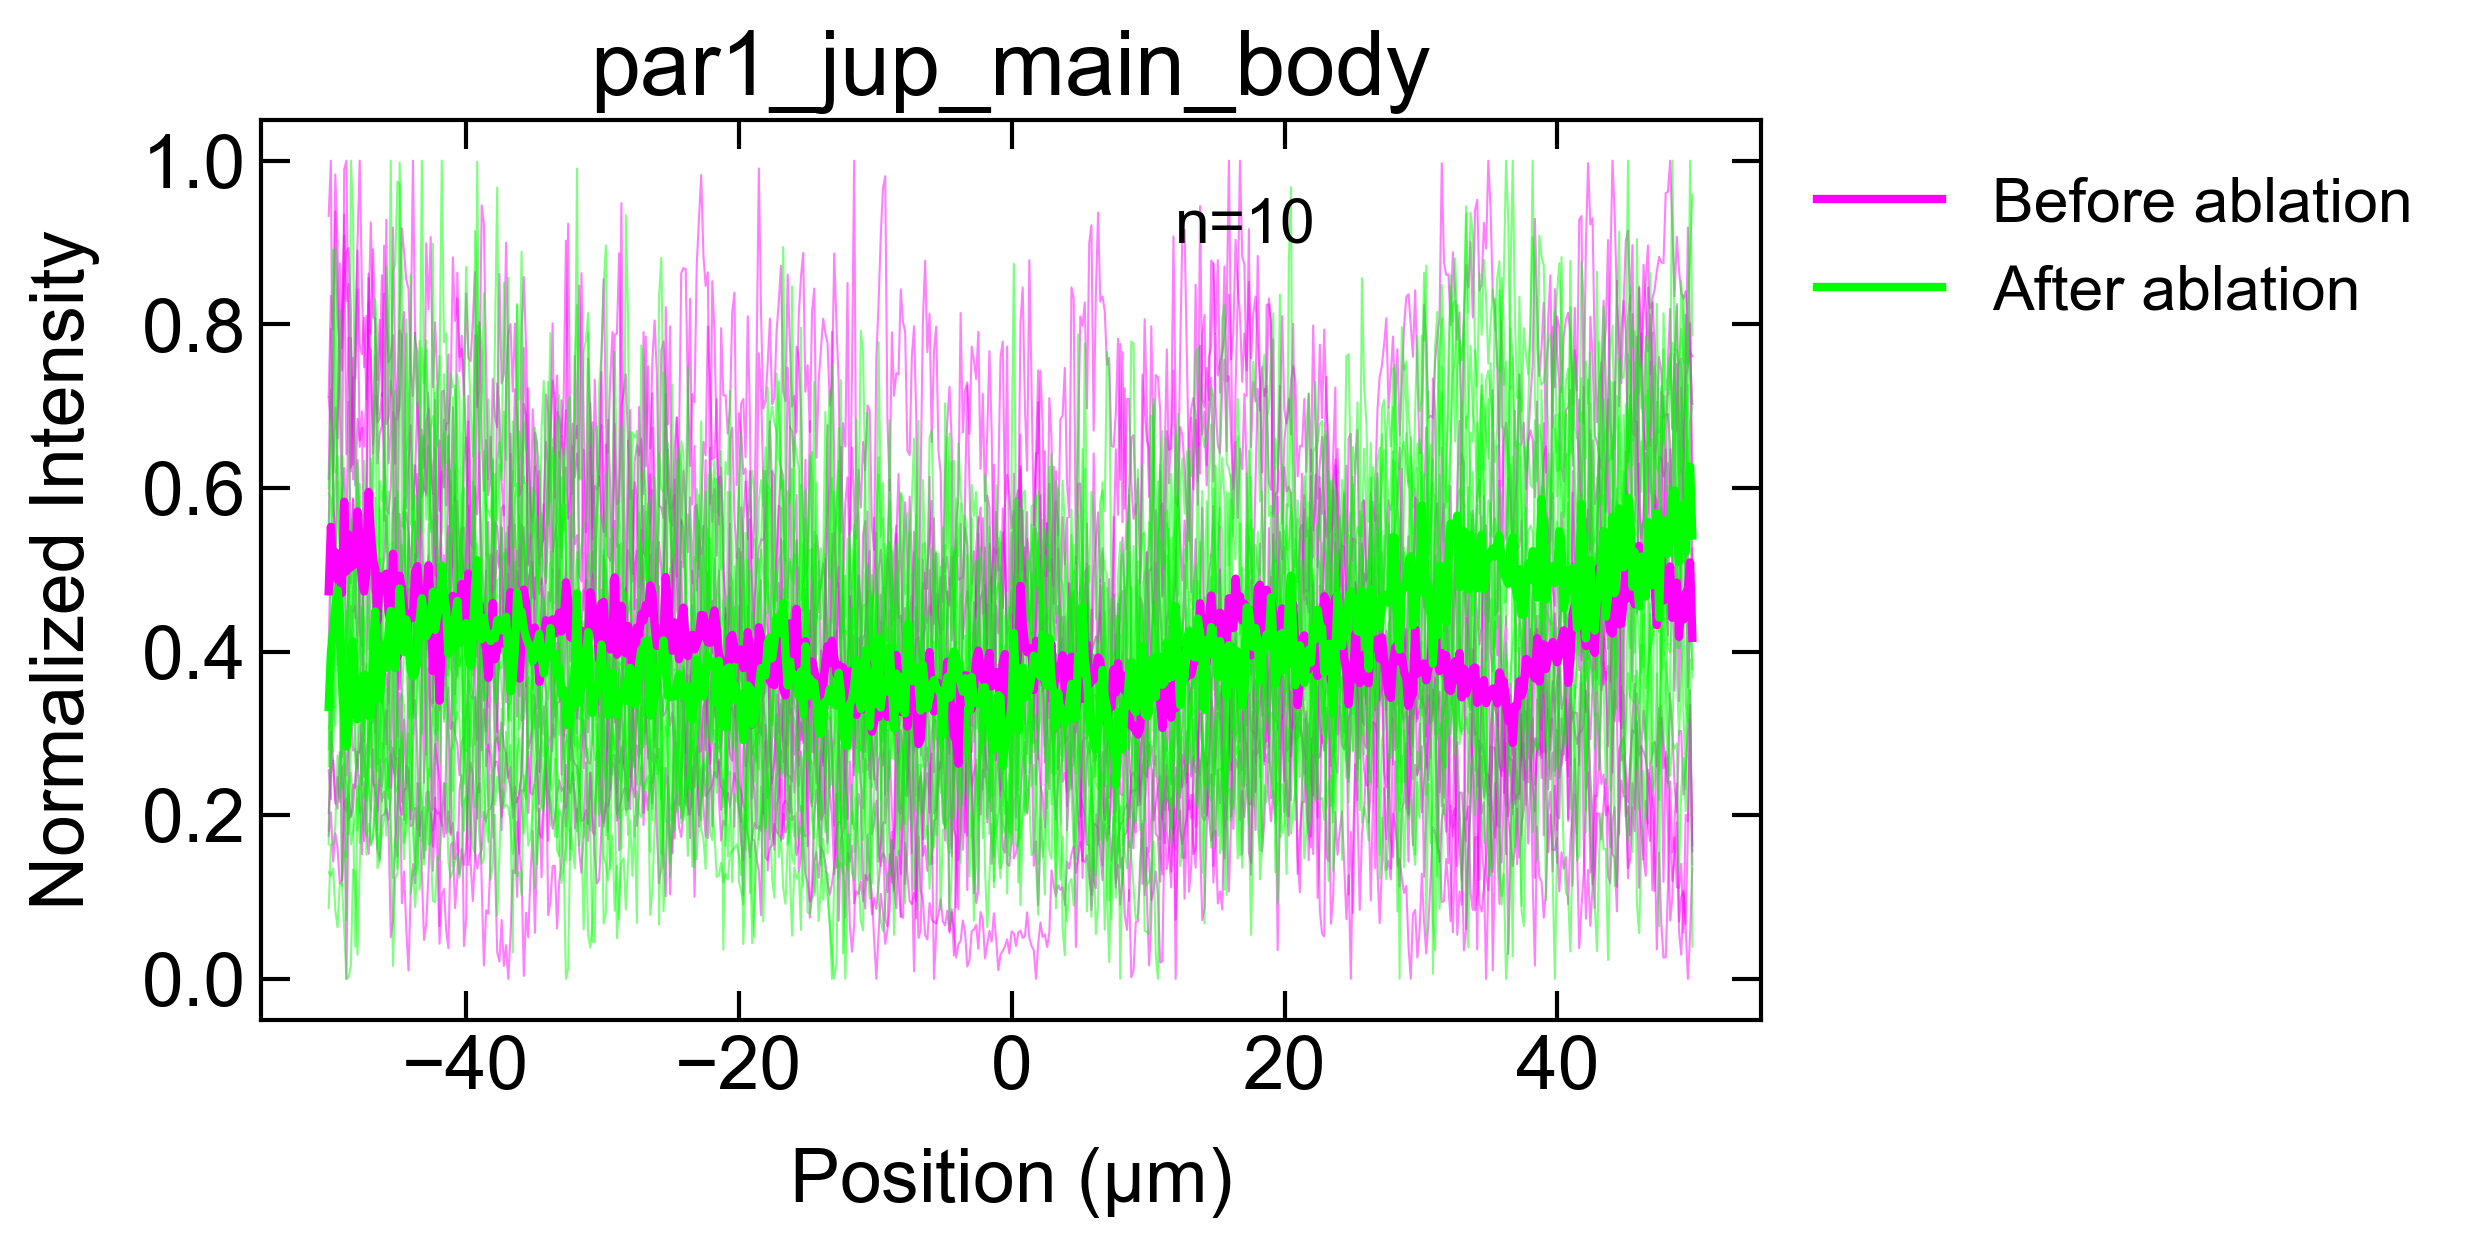 par1_jup_main_body
Normalized Intensity
1.0
0.8
0.6
0.4
0.2
0.0
n=10
Before ablation
After ablation
−40
−20
0
20
40
Position (µm)